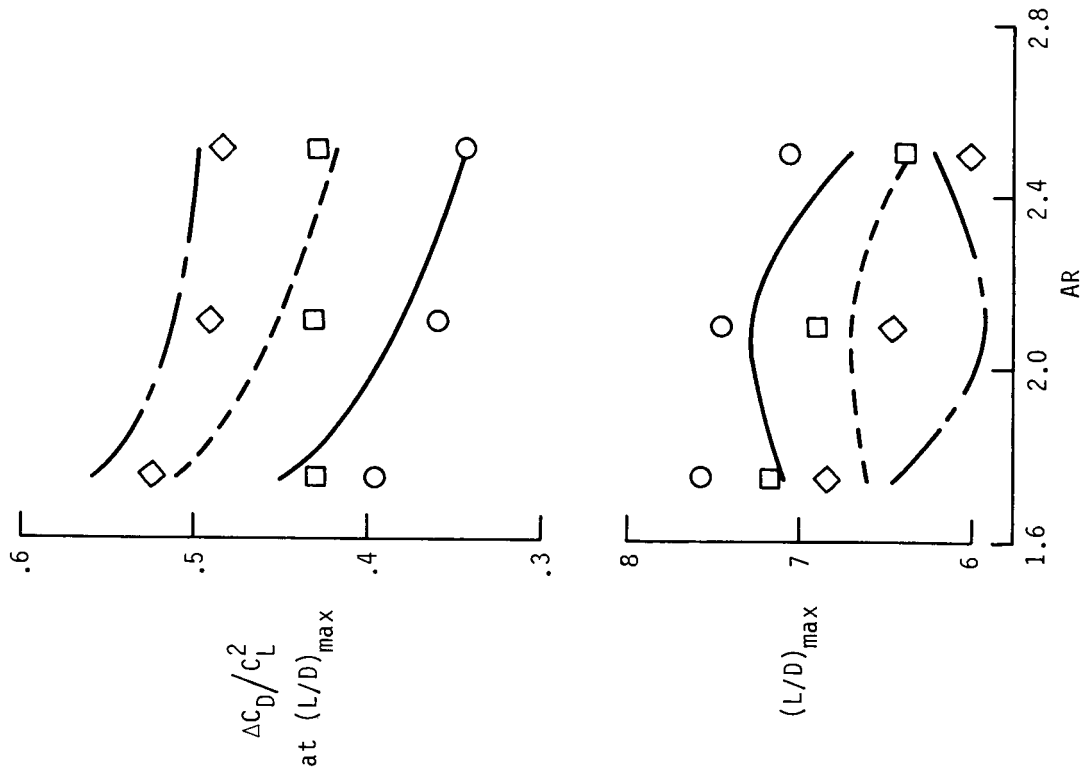 .6
.5
.4
.3
ΔC_D/C_L^2
at (L/D)_max
8
7
6
(L/D)_max
1.6
2.0
2.4
2.8
AR